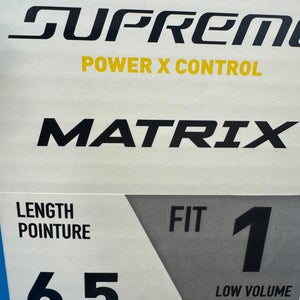 SUPREME
POWER X CONTROL
MATRIX
LENGTH
POINTURE
FIT 1
6.5
LOW VOLUME